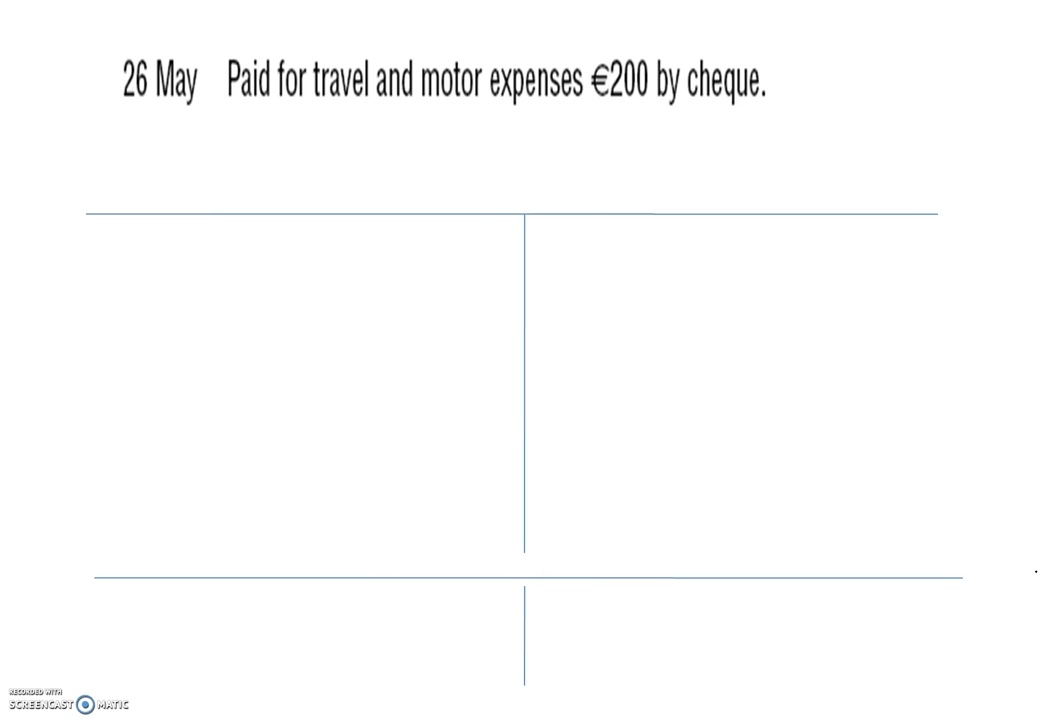 26 May Paid for travel and motor expenses €200 by cheque.
RECORDED WITH
SCREENCAST MATIC